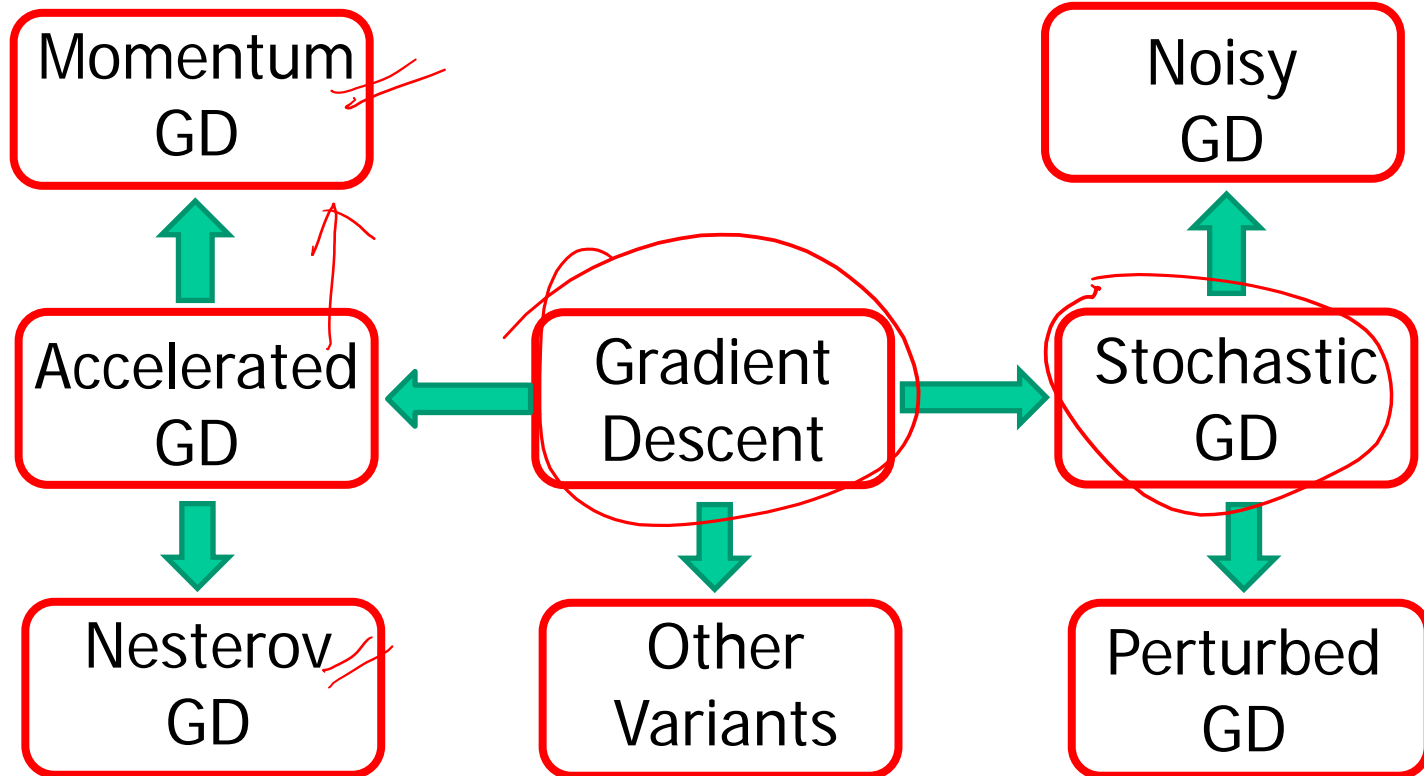 Momentum
GD
Noisy
GD
Accelerated
GD
Gradient
Descent
Stochastic
GD
Nesterov
GD
Other
Variants
Perturbed
GD